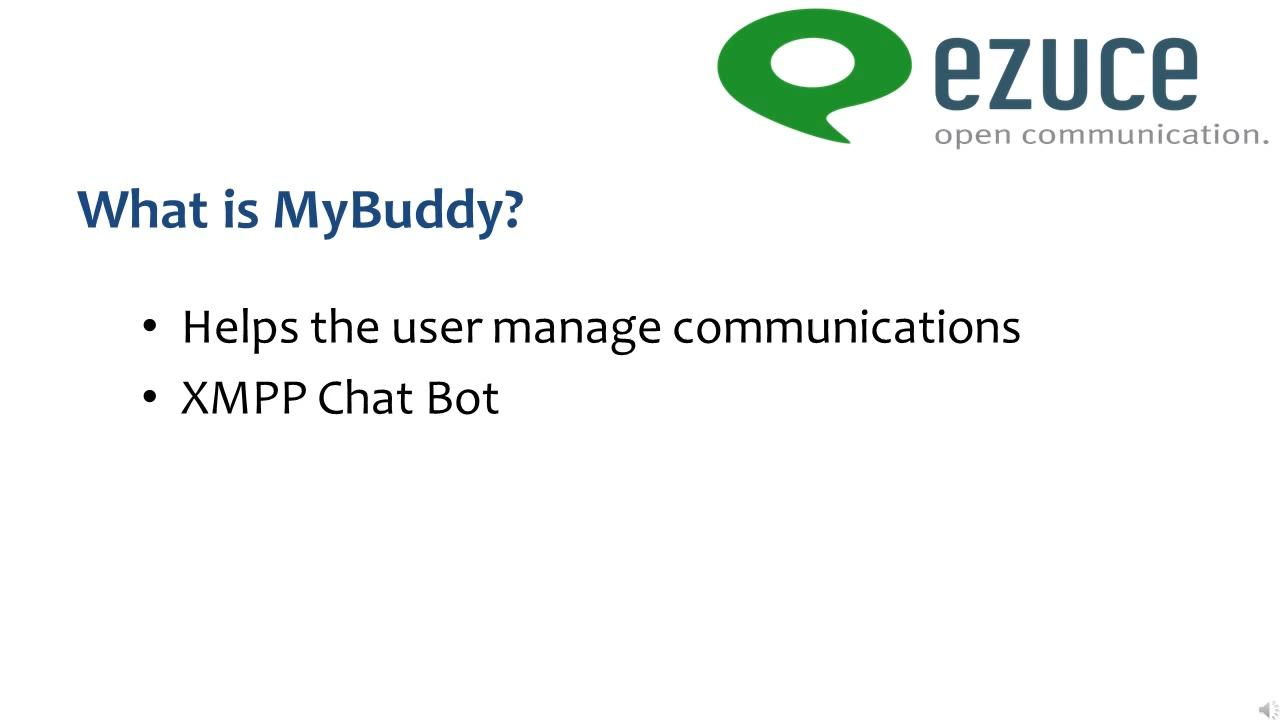 ezuce
open communication.
What is MyBuddy?
• Helps the user manage communications
• XMPP Chat Bot